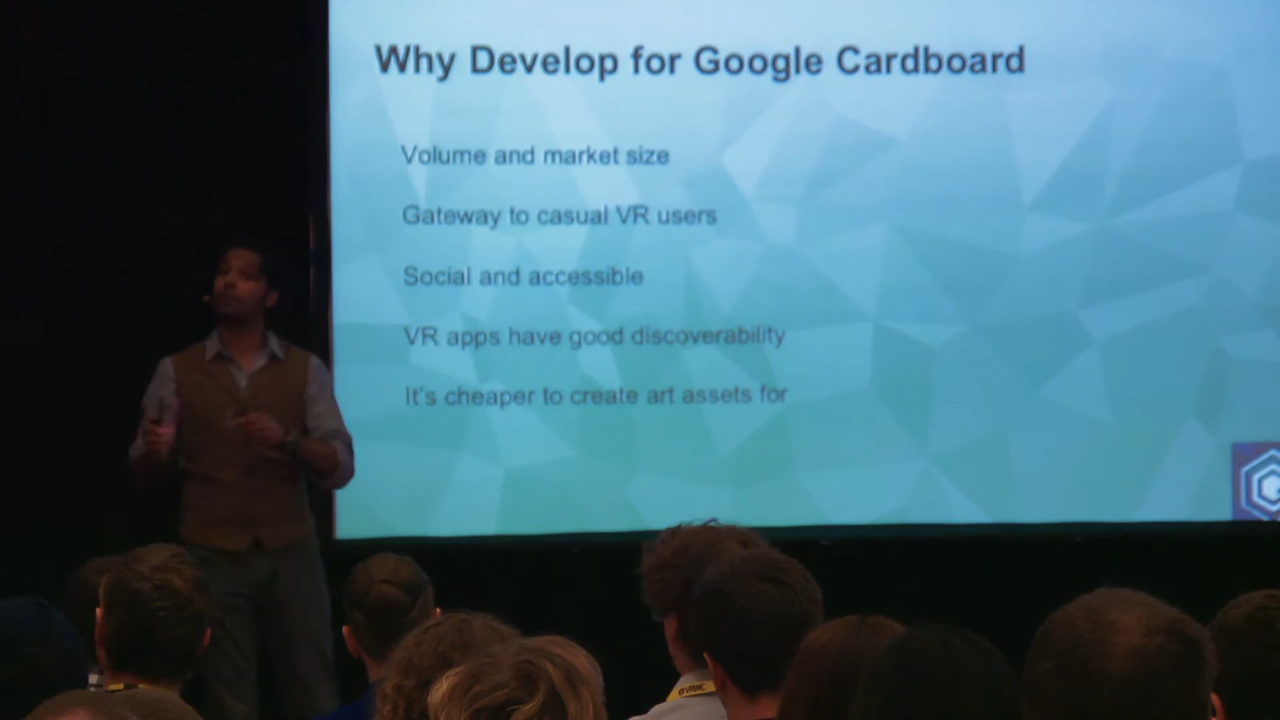 Why Develop for Google Cardboard
Volume and market size
Gateway to casual VR users
Social and accessible
VR apps have good discoverability
It's cheaper to create art assets for